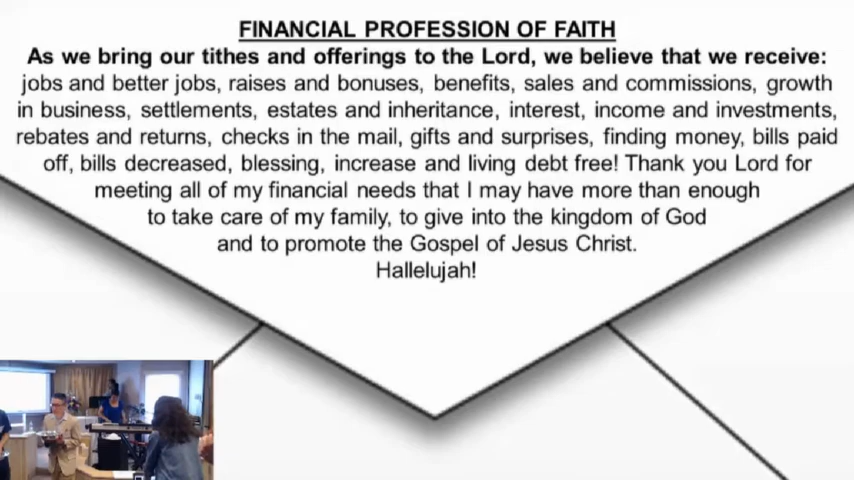 FINANCIAL PROFESSION OF FAITH
As we bring our tithes and offerings to the Lord, we believe that we receive:
jobs and better jobs, raises and bonuses, benefits, sales and commissions, growth
in business, settlements, estates and inheritance, interest, income and investments,
rebates and returns, checks in the mail, gifts and surprises, finding money, bills paid
off, bills decreased, blessing, increase and living debt free! Thank you Lord for
meeting all of my financial needs that I may have more than enough
to take care of my family, to give into the kingdom of God
and to promote the Gospel of Jesus Christ.
Hallelujah!